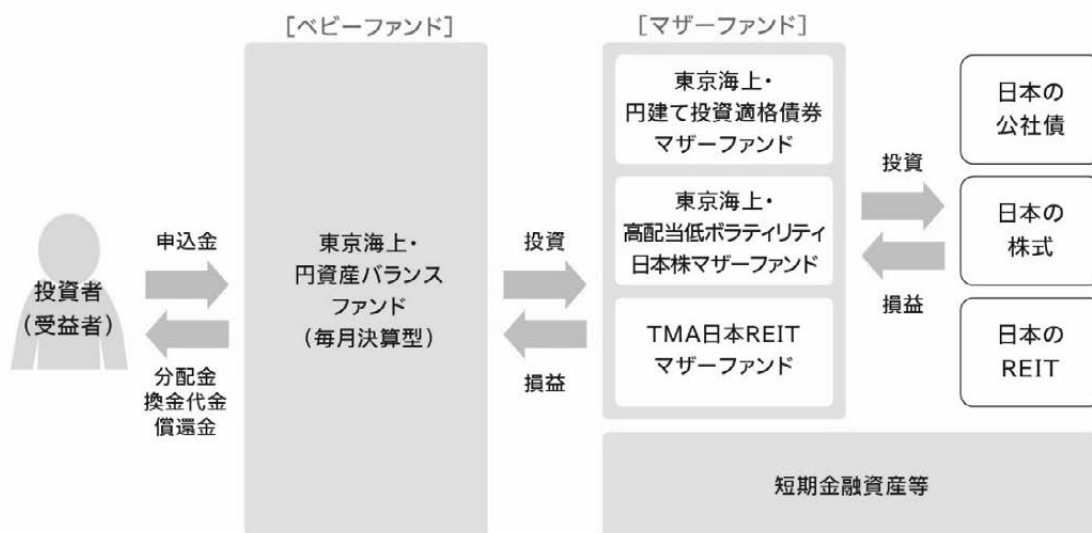 [ベビーファンド]
[マザーファンド]
投資者
(受益者)
申込金
分配金
換金代金
償還金
東京海上・
円資産バランス
ファンド
(毎月決算型)
投資
損益
東京海上・
円建て投資適格債券
マザーファンド
東京海上・
高配当低ボラティリティ
日本株マザーファンド
TMA日本REIT
マザーファンド
投資
損益
日本の
公社債
日本の
株式
日本の
REIT
短期金融資産等